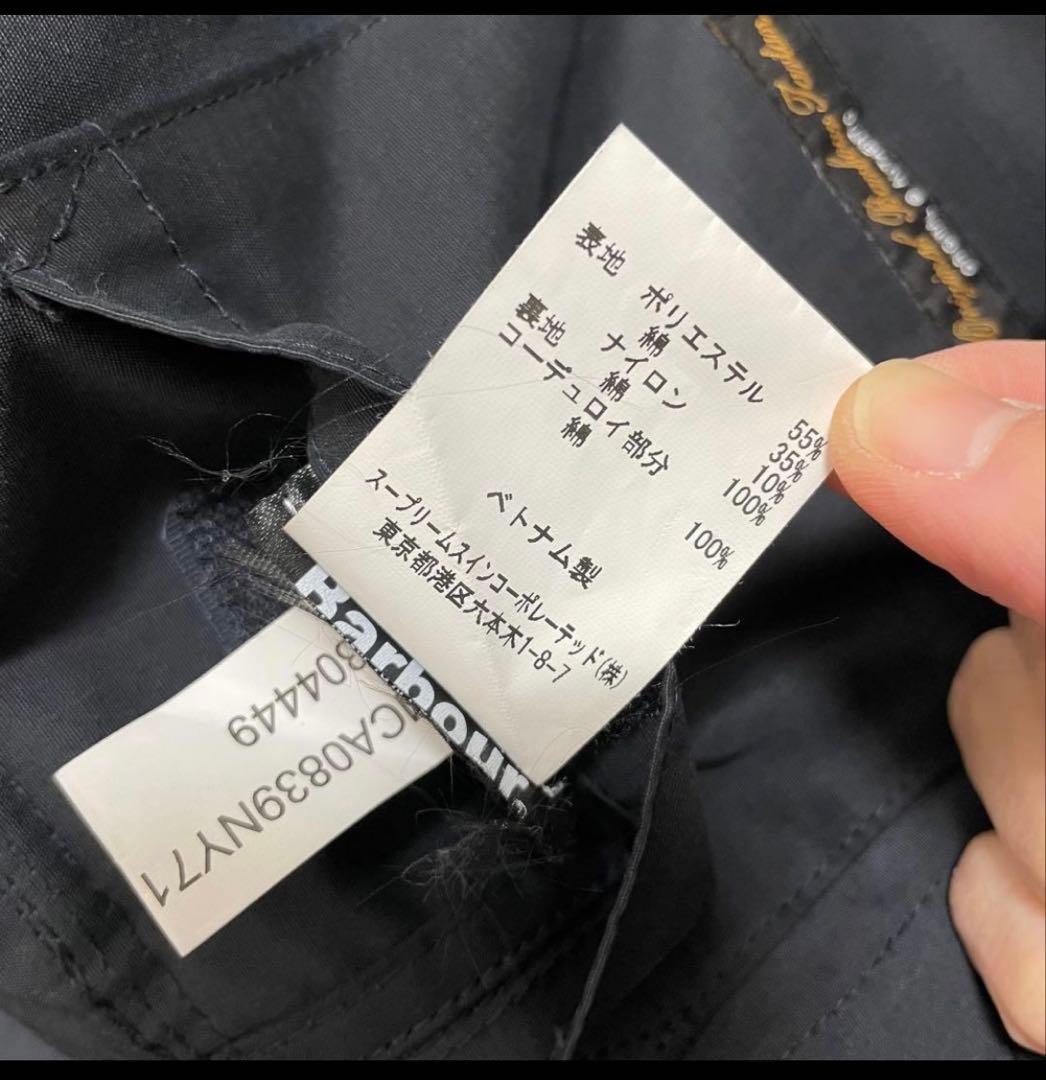 表地 ポリエステル 55%
綿 35%
ナイロン 10%
裏地 綿 100%
コーデュロイ部分
綿 100%
ベトナム製
スープリームスインコーポレーテッド(株)
東京都港区六本木1-8-7
Barbour
CA0839NY71
04449